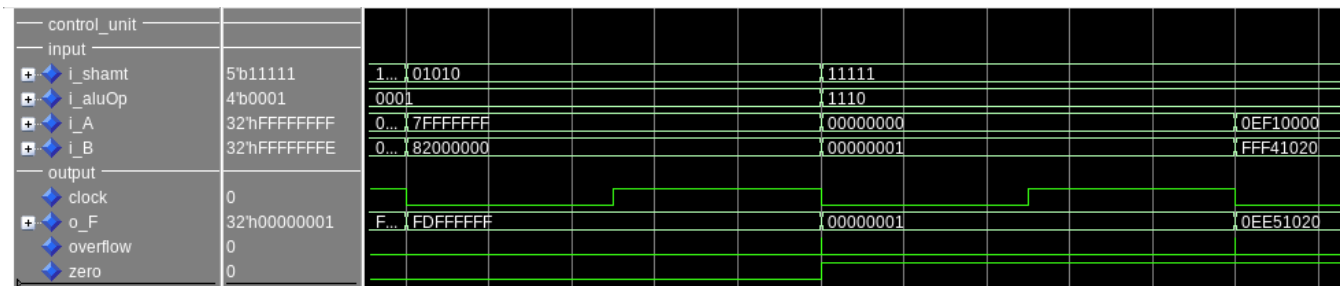 control_unit
input
i_shamt 5'b11111 1... 01010 11111
i_aluOp 4'b0001 0001 1110
i_A 32'hFFFFFFFF 0... 7FFFFFFF 00000000 0EF10000
i_B 32'hFFFFFFFE 0... 82000000 00000001 FFF41020
output
clock 0
o_F 32'h00000001 F... FDFFFFFF 00000001 0EE51020
overflow 0
zero 0